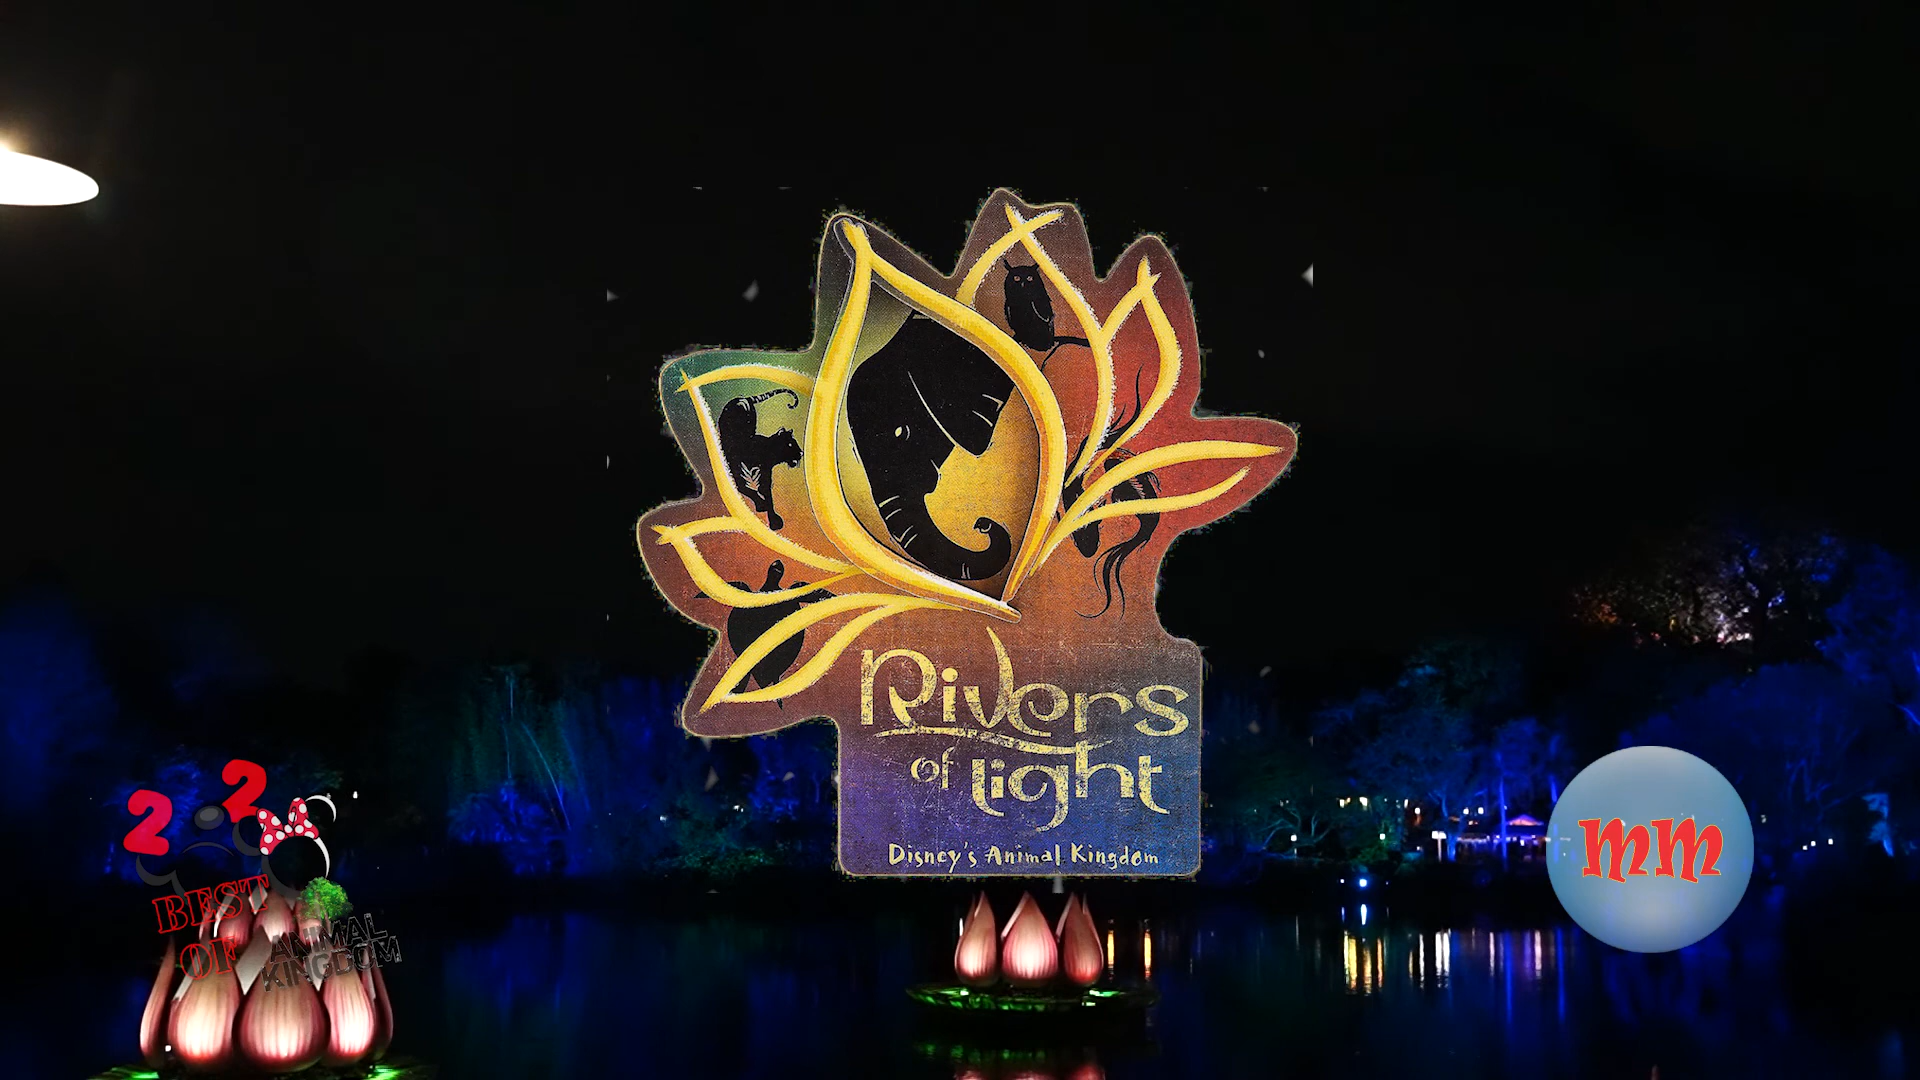 Rivers
of light
Disney's Animal Kingdom
2 2
BEST
OF
ANIMAL
KINGDOM
MM